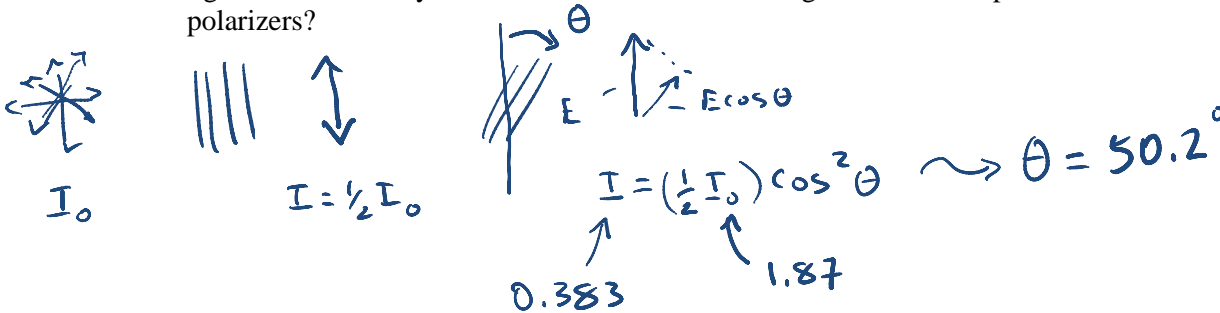 polarizers?
θ
E
E cos θ
I₀
I = ½ I₀
I = (½ I₀) cos² θ
θ = 50.2°
0.383
1.87